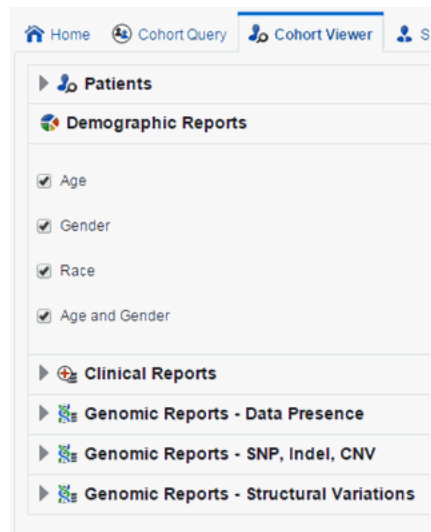 Home Cohort Query Cohort Viewer S
Patients
Demographic Reports
Age
Gender
Race
Age and Gender
Clinical Reports
Genomic Reports - Data Presence
Genomic Reports - SNP, Indel, CNV
Genomic Reports - Structural Variations